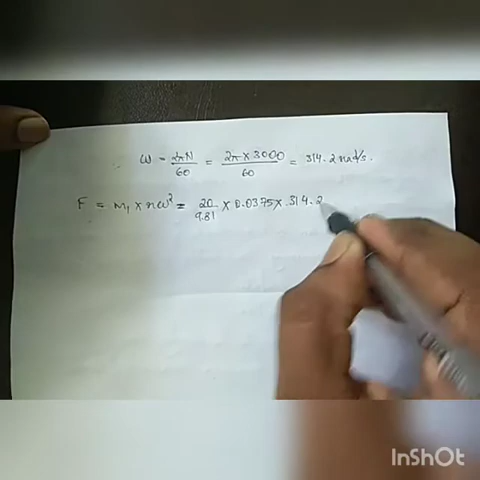 ω = 2πN/60 = 2π × 3000/60 = 314.2 rad/s.
F = m₁ × rω² = 20/9.81 × 0.0375 × 314.2
InShOt